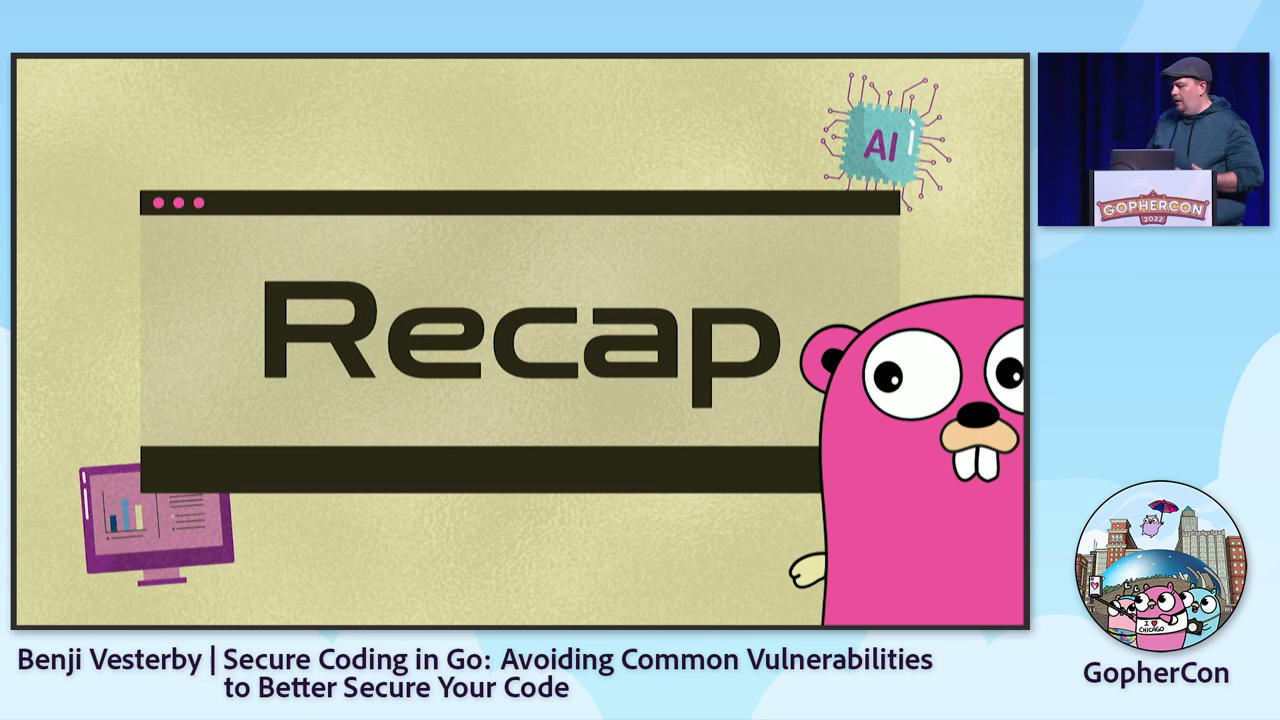 AI
Recap
GOPHERCON
2022
I ♥
CHICAGO
Benji Vesterby | Secure Coding in Go: Avoiding Common Vulnerabilities
to Better Secure Your Code
GopherCon